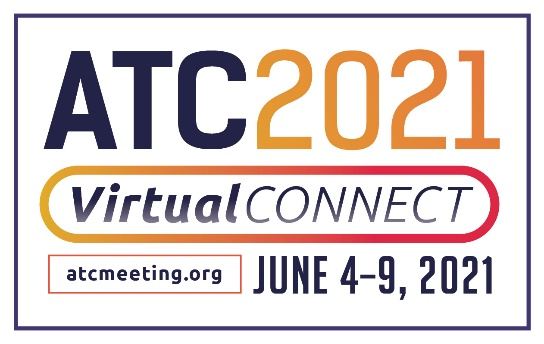 ATC2021
VirtualCONNECT
atcmeeting.org JUNE 4–9, 2021